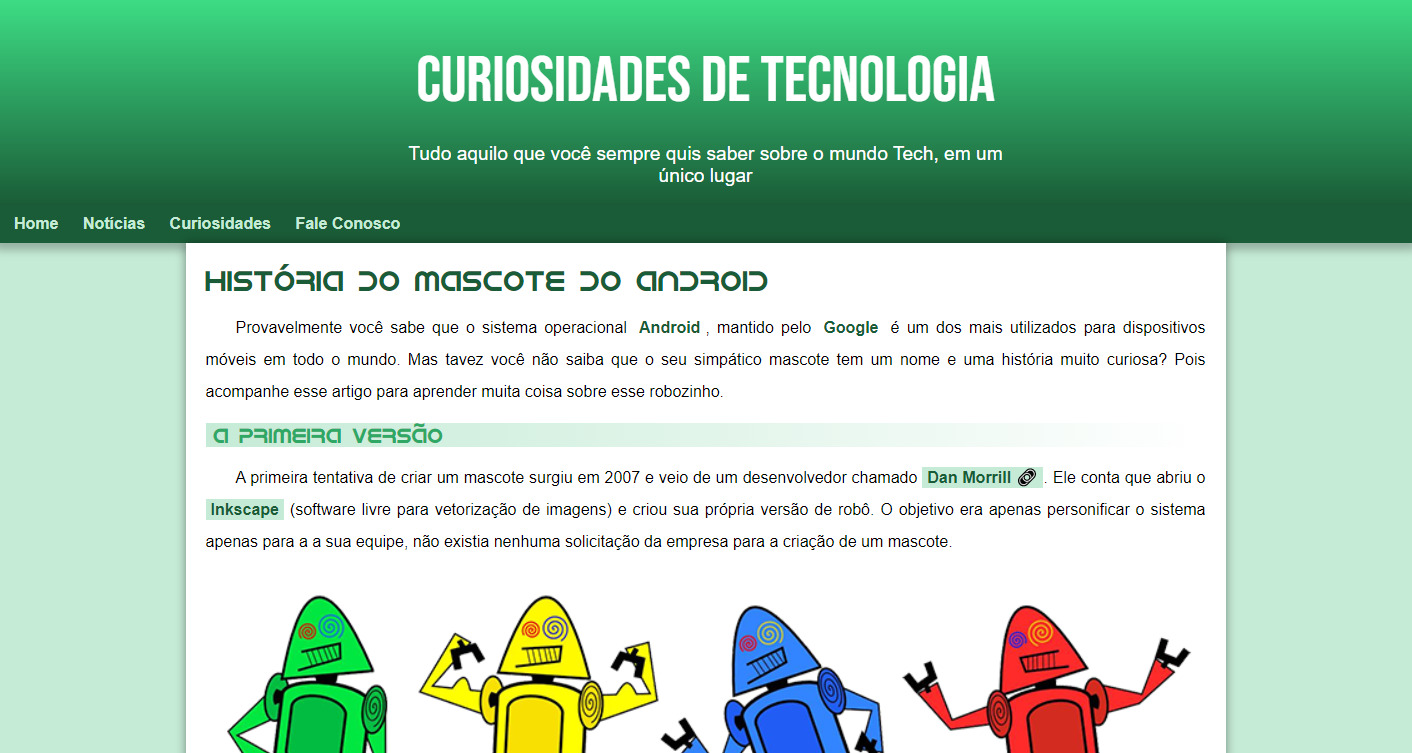 CURIOSIDADES DE TECNOLOGIA
Tudo aquilo que você sempre quis saber sobre o mundo Tech, em um
único lugar
Home Notícias Curiosidades Fale Conosco
HISTÓRIA DO MASCOTE DO ANDROID
Provavelmente você sabe que o sistema operacional Android , mantido pelo Google é um dos mais utilizados para dispositivos
móveis em todo o mundo. Mas tavez você não saiba que o seu simpático mascote tem um nome e uma história muito curiosa? Pois
acompanhe esse artigo para aprender muita coisa sobre esse robozinho.
A PRIMEIRA VERSÃO
A primeira tentativa de criar um mascote surgiu em 2007 e veio de um desenvolvedor chamado Dan Morrill . Ele conta que abriu o
Inkscape (software livre para vetorização de imagens) e criou sua própria versão de robô. O objetivo era apenas personificar o sistema
apenas para a a sua equipe, não existia nenhuma solicitação da empresa para a criação de um mascote.